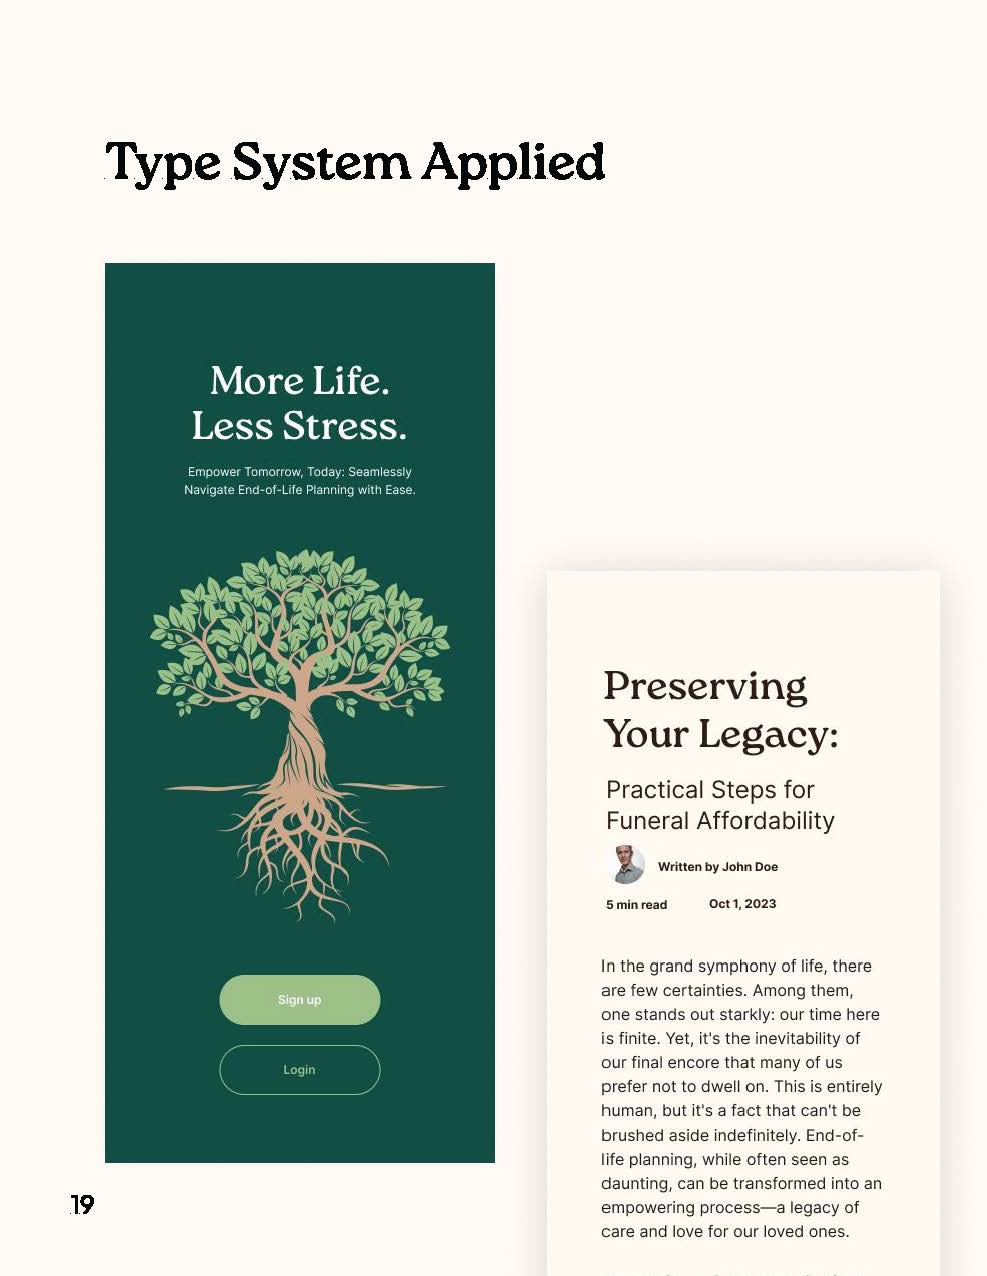 Type System Applied
More Life.
Less Stress.
Empower Tomorrow, Today: Seamlessly
Navigate End-of-Life Planning with Ease.
Sign up
Login
Preserving
Your Legacy:
Practical Steps for
Funeral Affordability
Written by John Doe
5 min read Oct 1, 2023
In the grand symphony of life, there
are few certainties. Among them,
one stands out starkly: our time here
is finite. Yet, it's the inevitability of
our final encore that many of us
prefer not to dwell on. This is entirely
human, but it's a fact that can't be
brushed aside indefinitely. End-of-
life planning, while often seen as
daunting, can be transformed into an
empowering process—a legacy of
care and love for our loved ones.
19